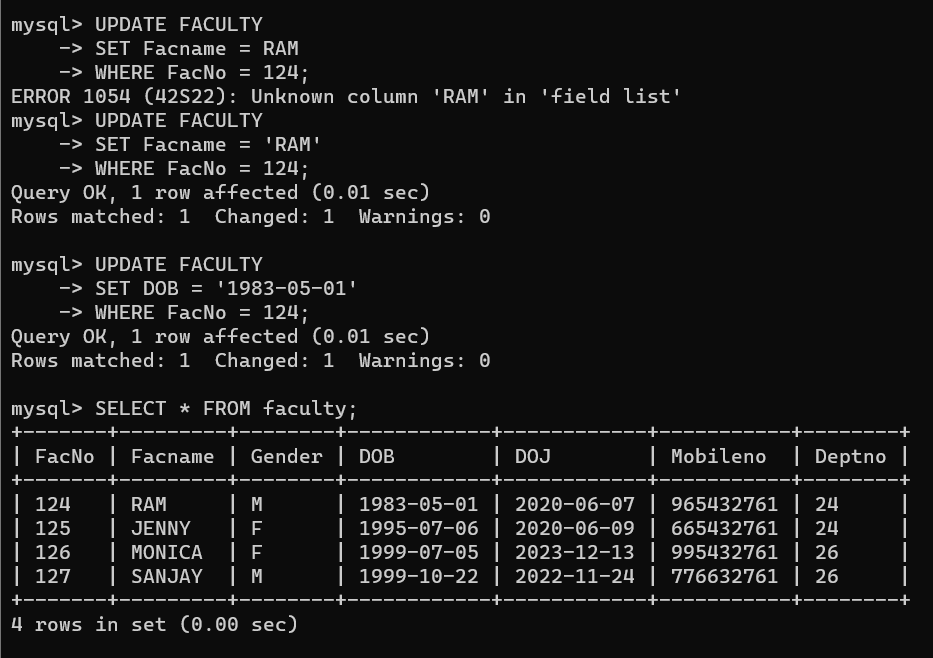 mysql> UPDATE FACULTY
    -> SET Facname = RAM
    -> WHERE FacNo = 124;
ERROR 1054 (42S22): Unknown column 'RAM' in 'field list'
mysql> UPDATE FACULTY
    -> SET Facname = 'RAM'
    -> WHERE FacNo = 124;
Query OK, 1 row affected (0.01 sec)
Rows matched: 1  Changed: 1  Warnings: 0

mysql> UPDATE FACULTY
    -> SET DOB = '1983-05-01'
    -> WHERE FacNo = 124;
Query OK, 1 row affected (0.01 sec)
Rows matched: 1  Changed: 1  Warnings: 0

mysql> SELECT * FROM faculty;
+-------+---------+--------+------------+------------+-----------+--------+
| FacNo | Facname | Gender | DOB        | DOJ        | Mobileno  | Deptno |
+-------+---------+--------+------------+------------+-----------+--------+
| 124   | RAM     | M      | 1983-05-01 | 2020-06-07 | 965432761 | 24     |
| 125   | JENNY   | F      | 1995-07-06 | 2020-06-09 | 665432761 | 24     |
| 126   | MONICA  | F      | 1999-07-05 | 2023-12-13 | 995432761 | 26     |
| 127   | SANJAY  | M      | 1999-10-22 | 2022-11-24 | 776632761 | 26     |
+-------+---------+--------+------------+------------+-----------+--------+
4 rows in set (0.00 sec)